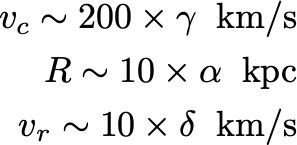 v_c ∼ 200 × γ km/s
R ∼ 10 × α kpc
v_r ∼ 10 × δ km/s